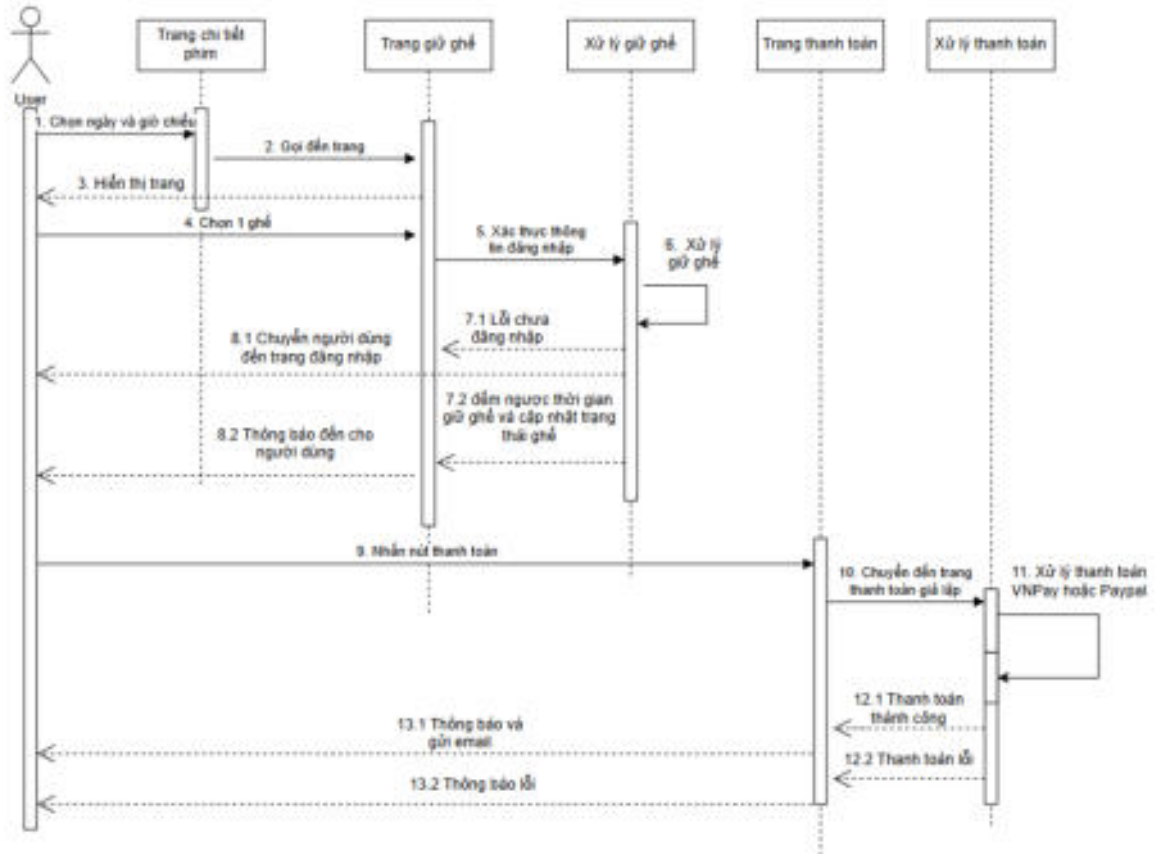 Trang chi tiết
phim
Trang giữ ghế
Xử lý giữ ghế
Trang thanh toán
Xử lý thanh toán
User
1. Chọn ngày và giờ chiếu
2. Gọi đến trang
3. Hiển thị trang
4. Chọn 1 ghế
5. Xác thực thông
tin đăng nhập
6. Xử lý
giữ ghế
7.1 Lỗi chưa
đăng nhập
8.1 Chuyển người dùng
đến trang đăng nhập
7.2 đếm ngược thời gian
giữ ghế và cập nhật trạng
thái ghế
8.2 Thông báo đến cho
người dùng
9. Nhấn nút thanh toán
10. Chuyển đến trang
thanh toán giả lập
11. Xử lý thanh toán
VNPay hoặc Paypal
12.1 Thanh toán
thành công
13.1 Thông báo và
gửi email
12.2 Thanh toán lỗi
13.2 Thông báo lỗi